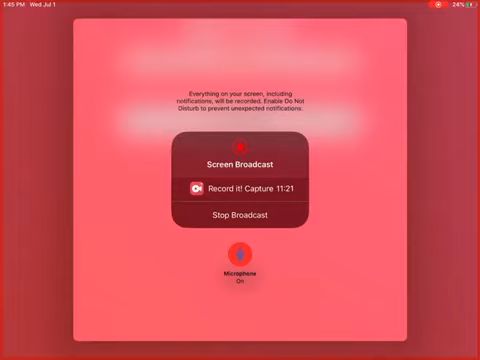 1:45 PM Wed Jul 1
24%
Everything on your screen, including
notifications, will be recorded. Enable Do Not
Disturb to prevent unexpected notifications.
Screen Broadcast
Record it! Capture 11:21
Stop Broadcast
Microphone
On